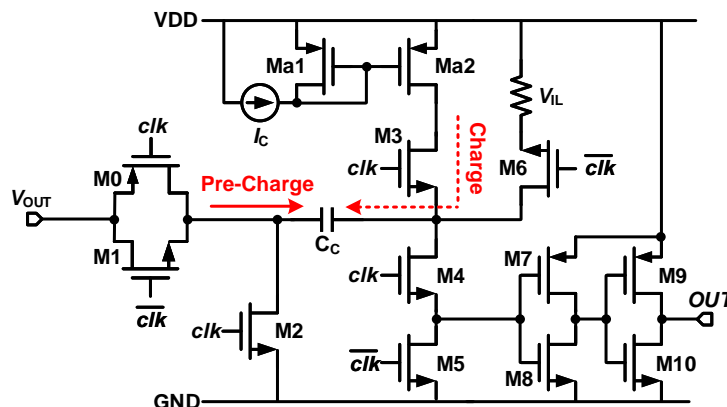 VDD
Ma1
Ma2
I_C
V_IL
clk
M3
clk
Charge
M6
clk̅
M0
Pre-Charge
V_OUT
C_C
M1
clk̅
clk
M4
M7
M9
OUT
clk
M2
clk̅
M5
M8
M10
GND